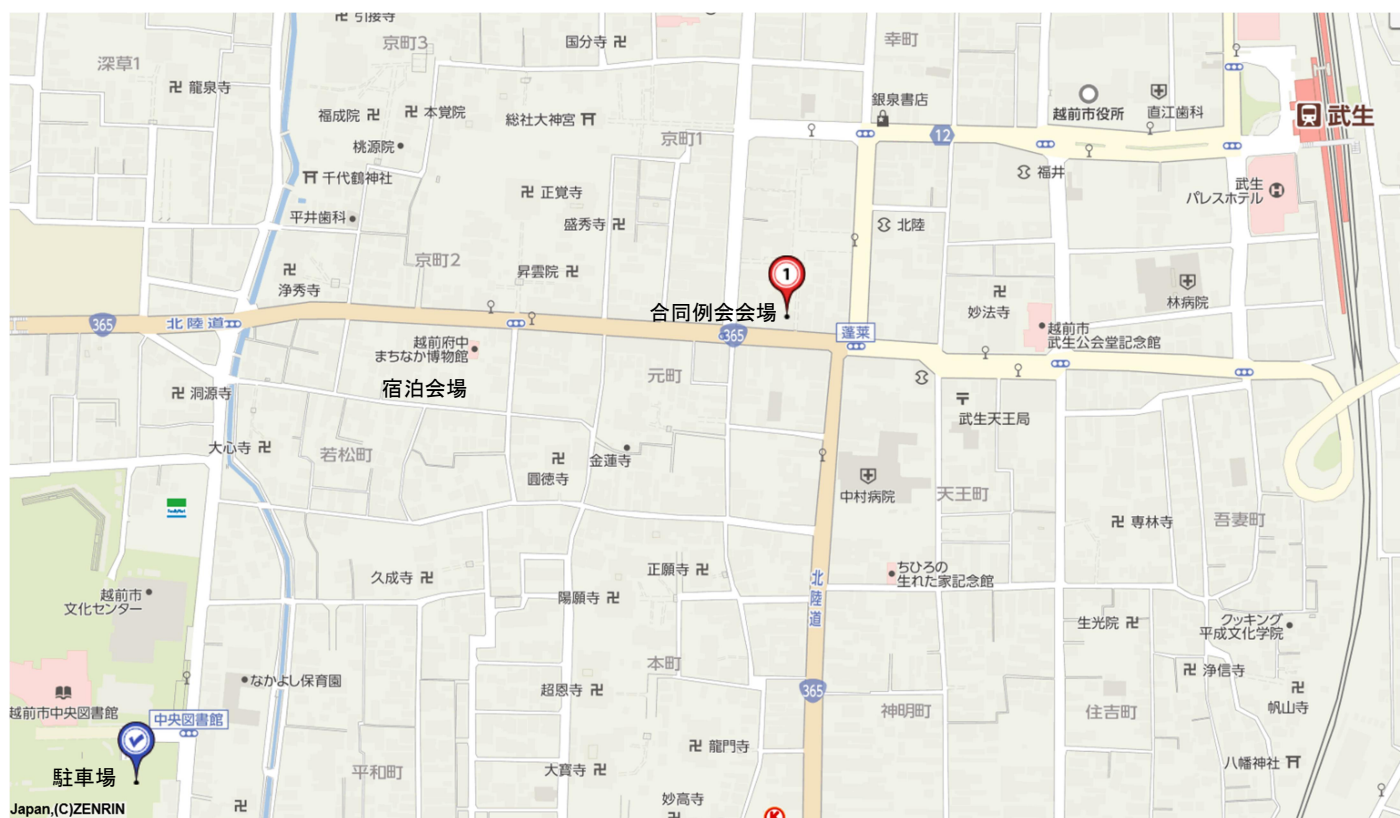 引接寺
京町3
国分寺
幸町
深草1
龍泉寺
福成院
本覚院
総社大神宮
京町1
銀泉書店
越前市役所
直江歯科
武生
12
桃源院
千代鶴神社
福井
武生
パレスホテル
正覚寺
平井歯科
盛秀寺
北陸
京町2
昇雲院
浄秀寺
1
合同例会会場
妙法寺
林病院
365
北陸道
365
蓬莱
越前市
武生公会堂記念館
越前府中
まちなか博物館
元町
宿泊会場
洞源寺
武生天王局
大心寺
若松町
金蓮寺
圓徳寺
中村病院
天王町
専林寺
吾妻町
久成寺
正願寺
ちひろの
生れた家記念館
越前市
文化センター
陽願寺
北陸道
生光院
クッキング
平成文化学院
本町
浄信寺
なかよし保育園
超恩寺
365
帆山寺
越前市中央図書館
中央図書館
神明町
住吉町
龍門寺
駐車場
平和町
大寶寺
八幡神社
妙高寺
Japan,(C)ZENRIN